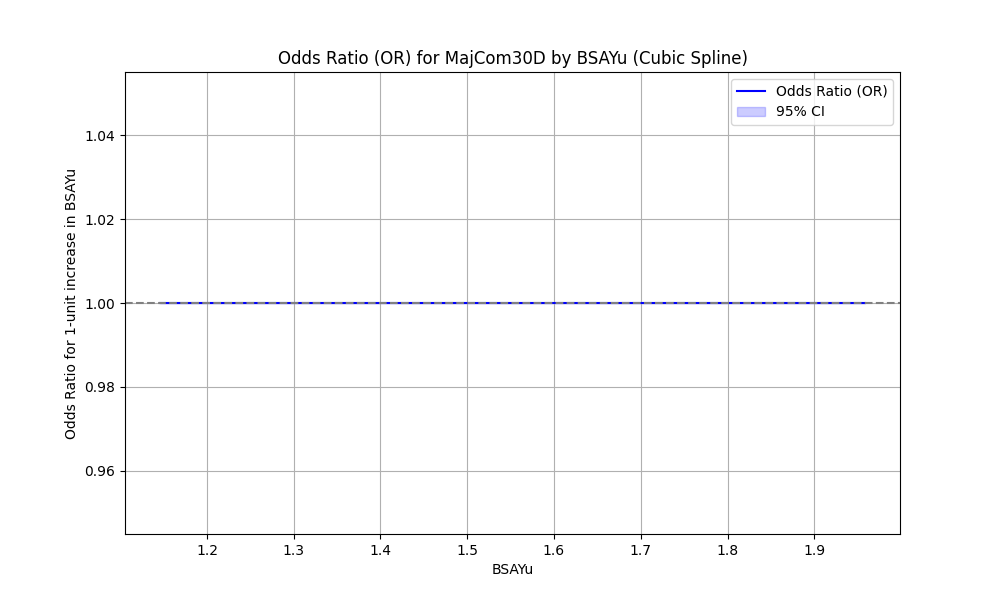 Odds Ratio (OR) for MajCom30D by BSAYu (Cubic Spline)
Odds Ratio (OR)
95% CI
Odds Ratio for 1-unit increase in BSAYu
1.04
1.02
1.00
0.98
0.96
1.2 1.3 1.4 1.5 1.6 1.7 1.8 1.9
BSAYu